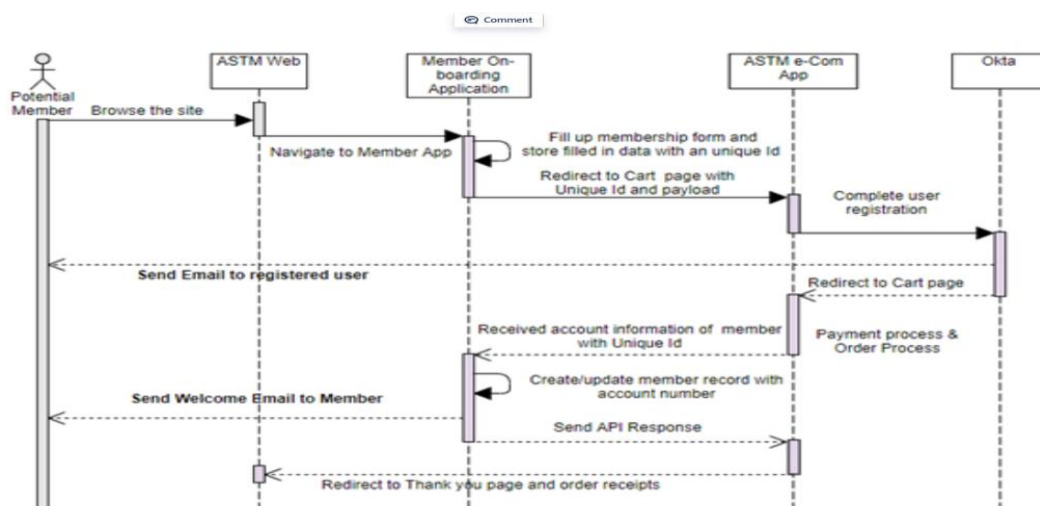 Comment
ASTM Web
Member On-
boarding
Application
ASTM e-Com
App
Okta
Potential
Member
Browse the site
Navigate to Member App
Fill up membership form and
store filled in data with an unique Id
Redirect to Cart page with
Unique Id and payload
Complete user
registration
Send Email to registered user
Redirect to Cart page
Received account information of member
with Unique Id
Payment process &
Order Process
Create/update member record with
account number
Send Welcome Email to Member
Send API Response
Redirect to Thank you page and order receipts